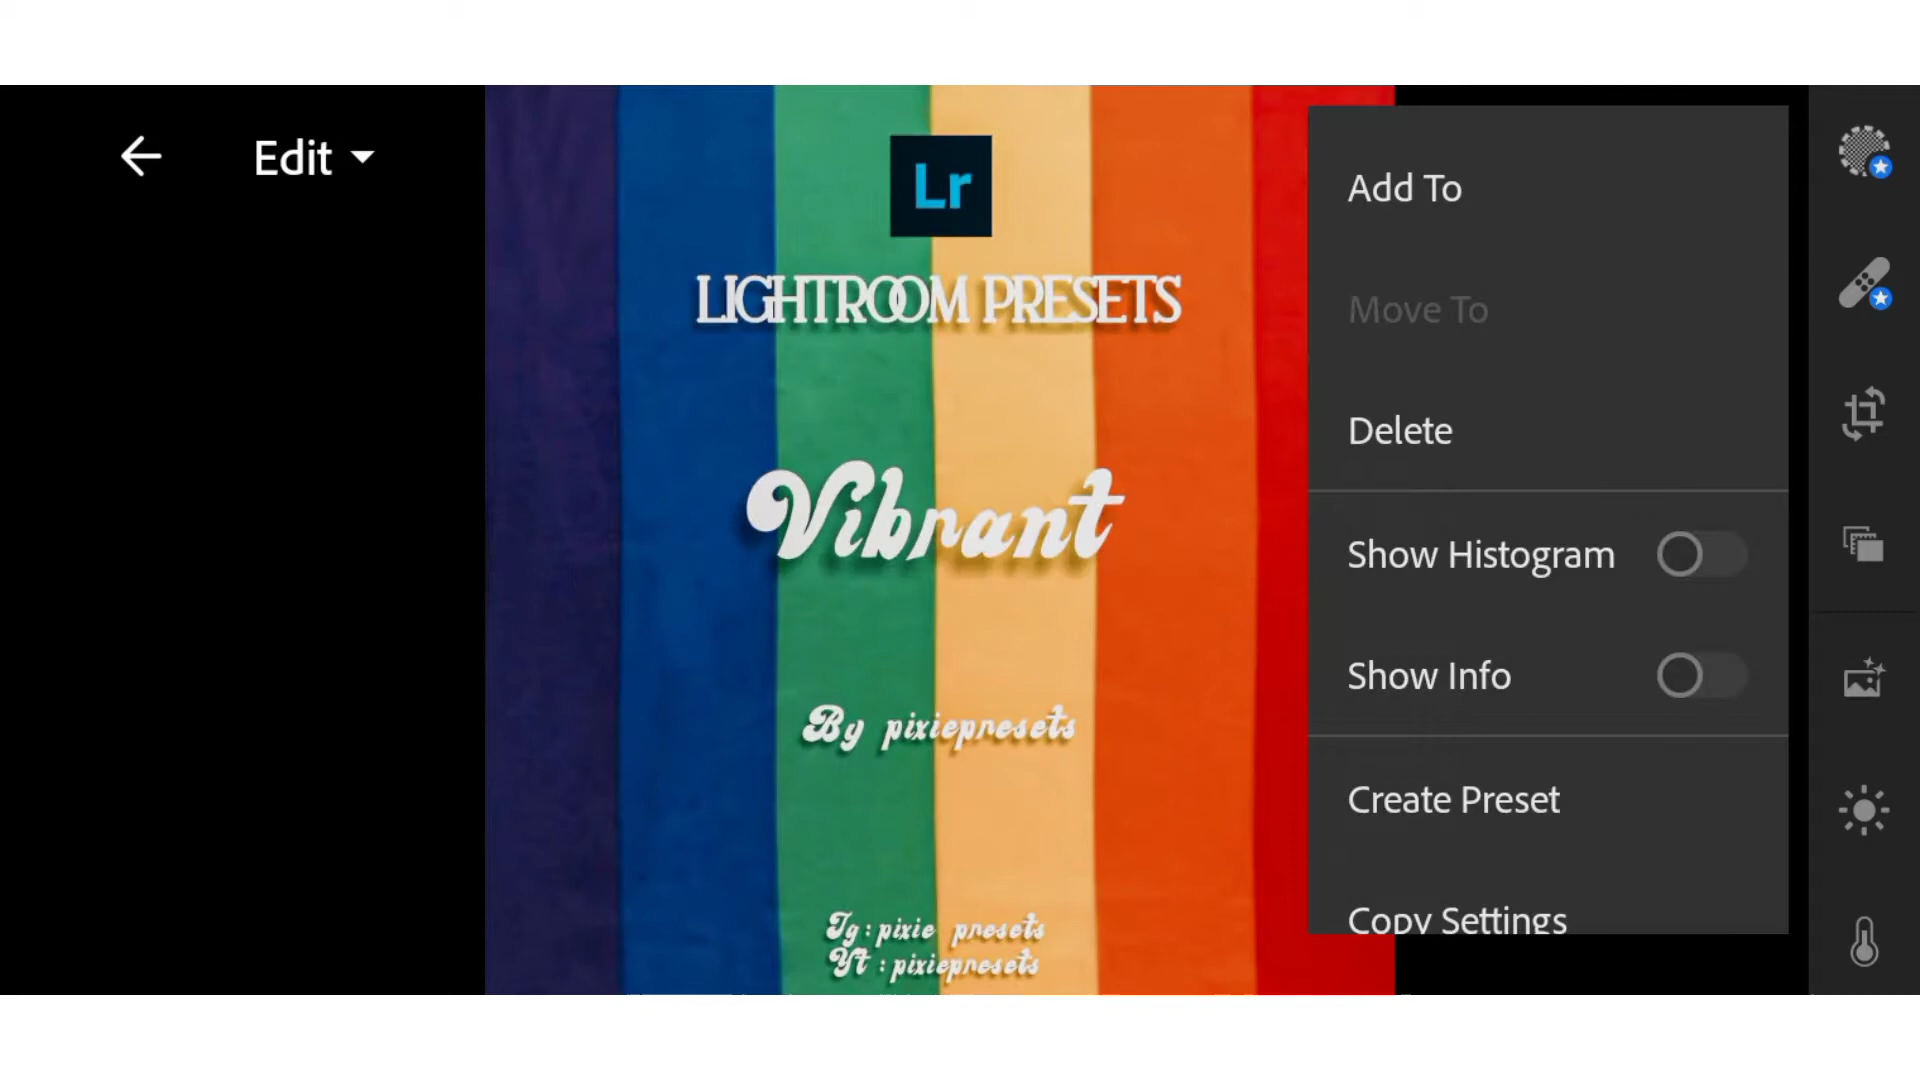 Edit
Lr
LIGHTROOM PRESETS
Vibrant
By pixiepresets
Ig : pixie presets
Yt : pixiepresets
Add To
Move To
Delete
Show Histogram
Show Info
Create Preset
Copy Settings